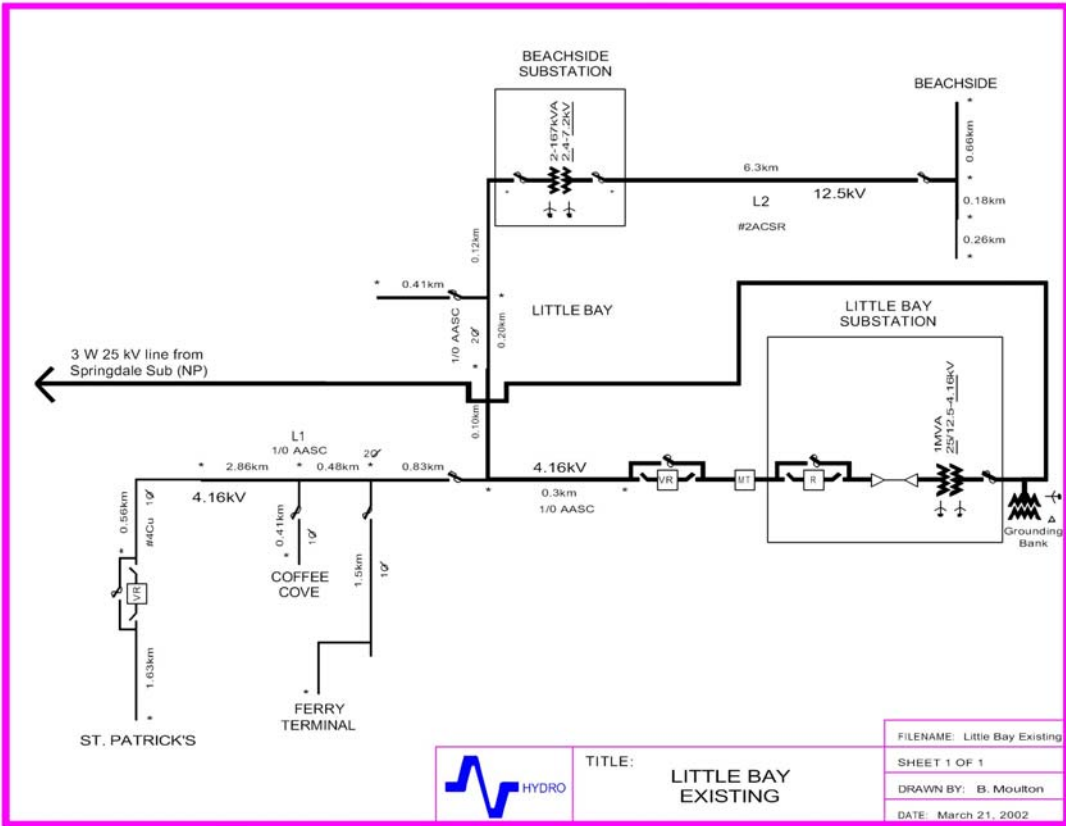 BEACHSIDE
SUBSTATION
2-167kVA
2.4-7.2kV
BEACHSIDE
6.3km
L2
12.5kV
#2ACSR
0.66km
0.18km
0.26km
0.12km
0.41km
1/0 AASC
2Ø
0.20km
LITTLE BAY
LITTLE BAY
SUBSTATION
3 W 25 kV line from
Springdale Sub (NP)
0.10km
1MVA
25/12.5-4.16kV
L1
1/0 AASC
2Ø
2.86km
0.48km
0.83km
4.16kV
4.16kV
0.3km
1/0 AASC
VR
MT
R
Grounding
Bank
0.56km
#4Cu
1Ø
0.41km
1Ø
COFFEE
COVE
1.5km
1Ø
VR
1.63km
FERRY
TERMINAL
ST. PATRICK'S
HYDRO
TITLE:
LITTLE BAY
EXISTING
FILENAME: Little Bay Existing
SHEET 1 OF 1
DRAWN BY: B. Moulton
DATE: March 21, 2002